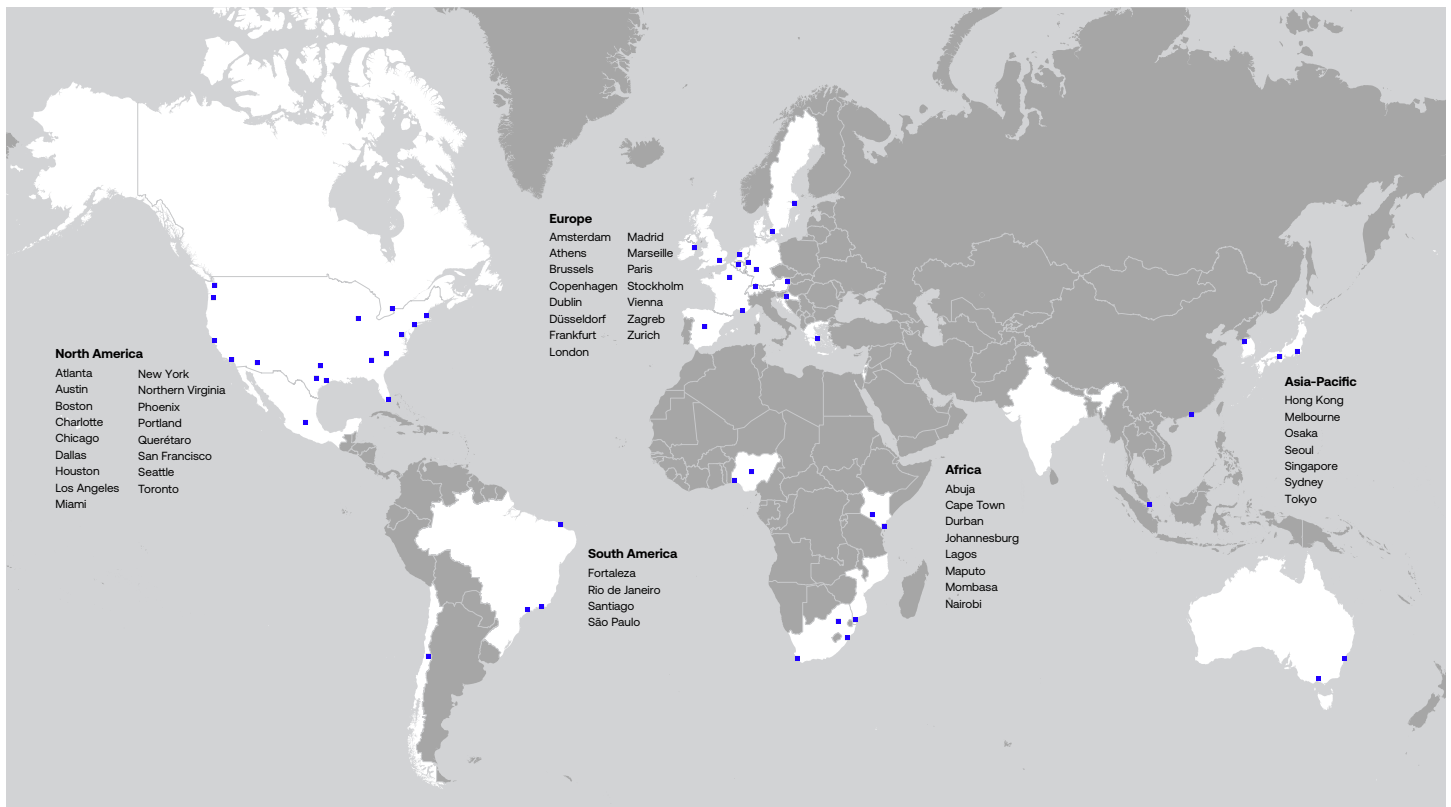 Europe
Amsterdam
Athens
Brussels
Copenhagen
Dublin
Düsseldorf
Frankfurt
London
Madrid
Marseille
Paris
Stockholm
Vienna
Zagreb
Zurich
North America
Atlanta
Austin
Boston
Charlotte
Chicago
Dallas
Houston
Los Angeles
Miami
New York
Northern Virginia
Phoenix
Portland
Querétaro
San Francisco
Seattle
Toronto
Asia-Pacific
Hong Kong
Melbourne
Osaka
Seoul
Singapore
Sydney
Tokyo
Africa
Abuja
Cape Town
Durban
Johannesburg
Lagos
Maputo
Mombasa
Nairobi
South America
Fortaleza
Rio de Janeiro
Santiago
São Paulo